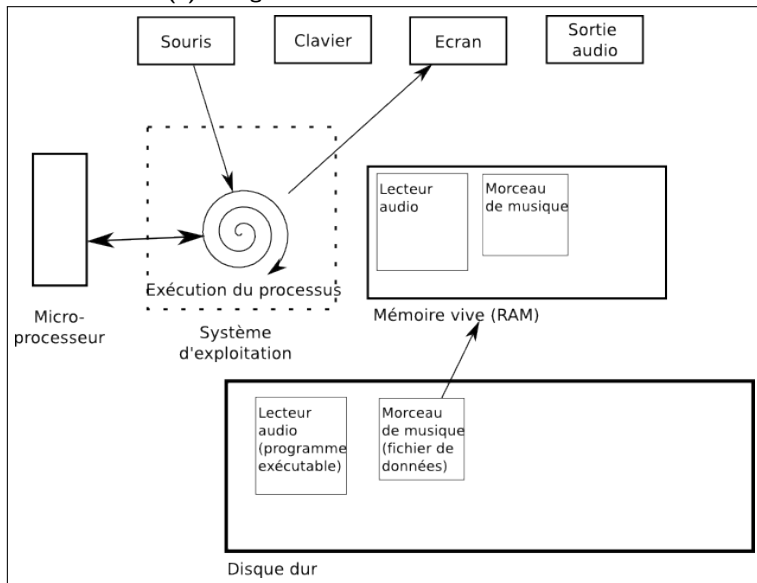 Souris
Clavier
Ecran
Sortie
audio
Lecteur
audio
Morceau
de musique
Exécution du processus
Micro-
processeur
Système
d'exploitation
Mémoire vive (RAM)
Lecteur
audio
(programme
exécutable)
Morceau
de musique
(fichier de
données)
Disque dur